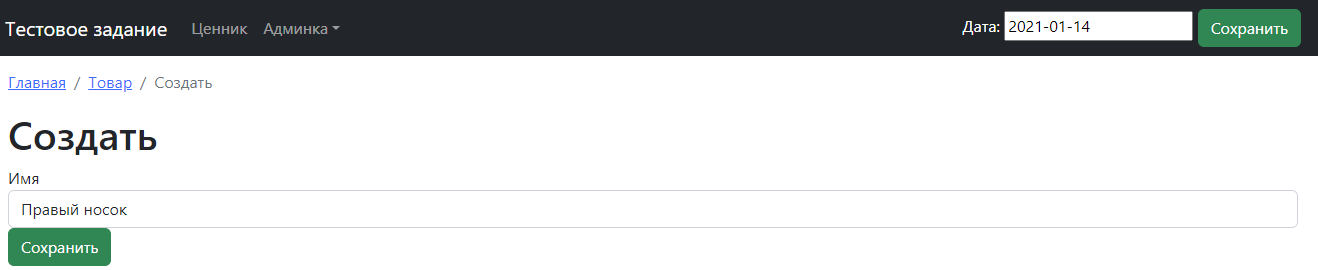 Тестовое задание Ценник Админка Дата: 2021-01-14 Сохранить
Главная / Товар / Создать
Создать
Имя
Правый носок
Сохранить